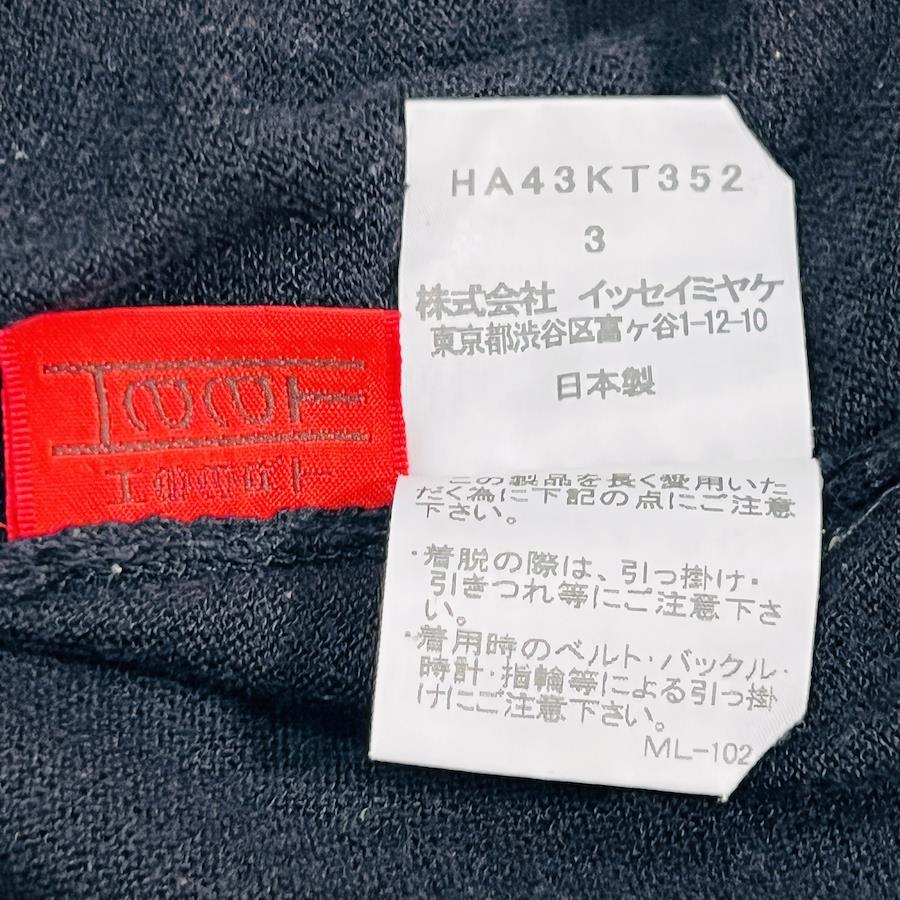 HA43KT352
3
株式会社 イッセイミヤケ
東京都渋谷区富ヶ谷1-12-10
日本製
この製品を長く愛用いた
だく為に下記の点にご注意
下さい。
・着脱の際は、引っ掛け・
引きつれ等にご注意下さ
い。
・着用時のベルト・バックル・
時計・指輪等による引っ掛
けにご注意下さい。
ML-102